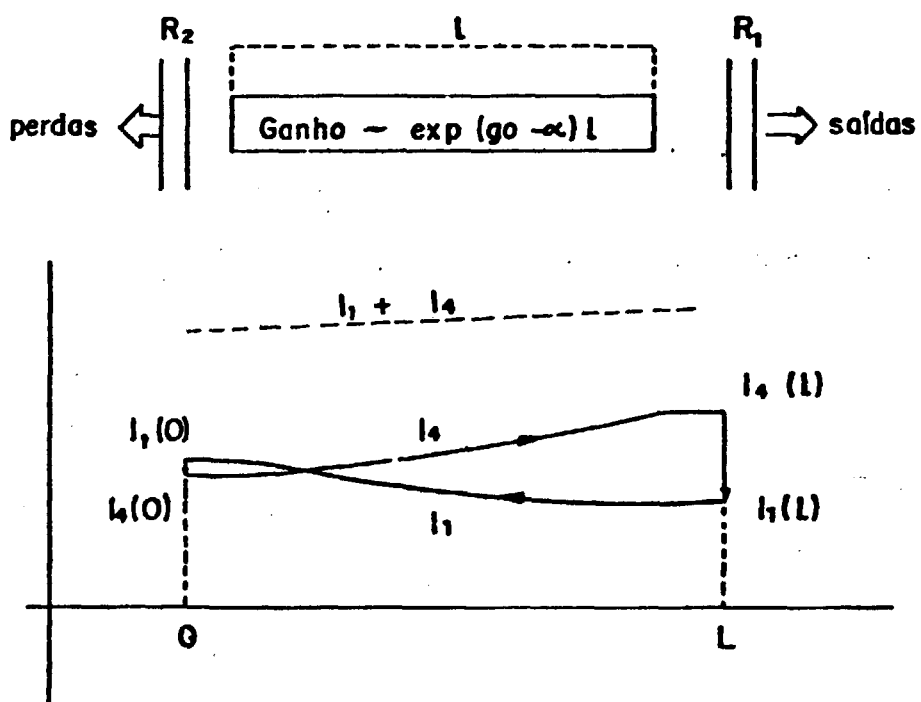 R₂ l R₁
perdas Ganho ~ exp (go -α) l saídas
I₁ + I₄
I₄ (l)
I₁(0) I₄
I₄(0) I₁ I₁(l)
0 L